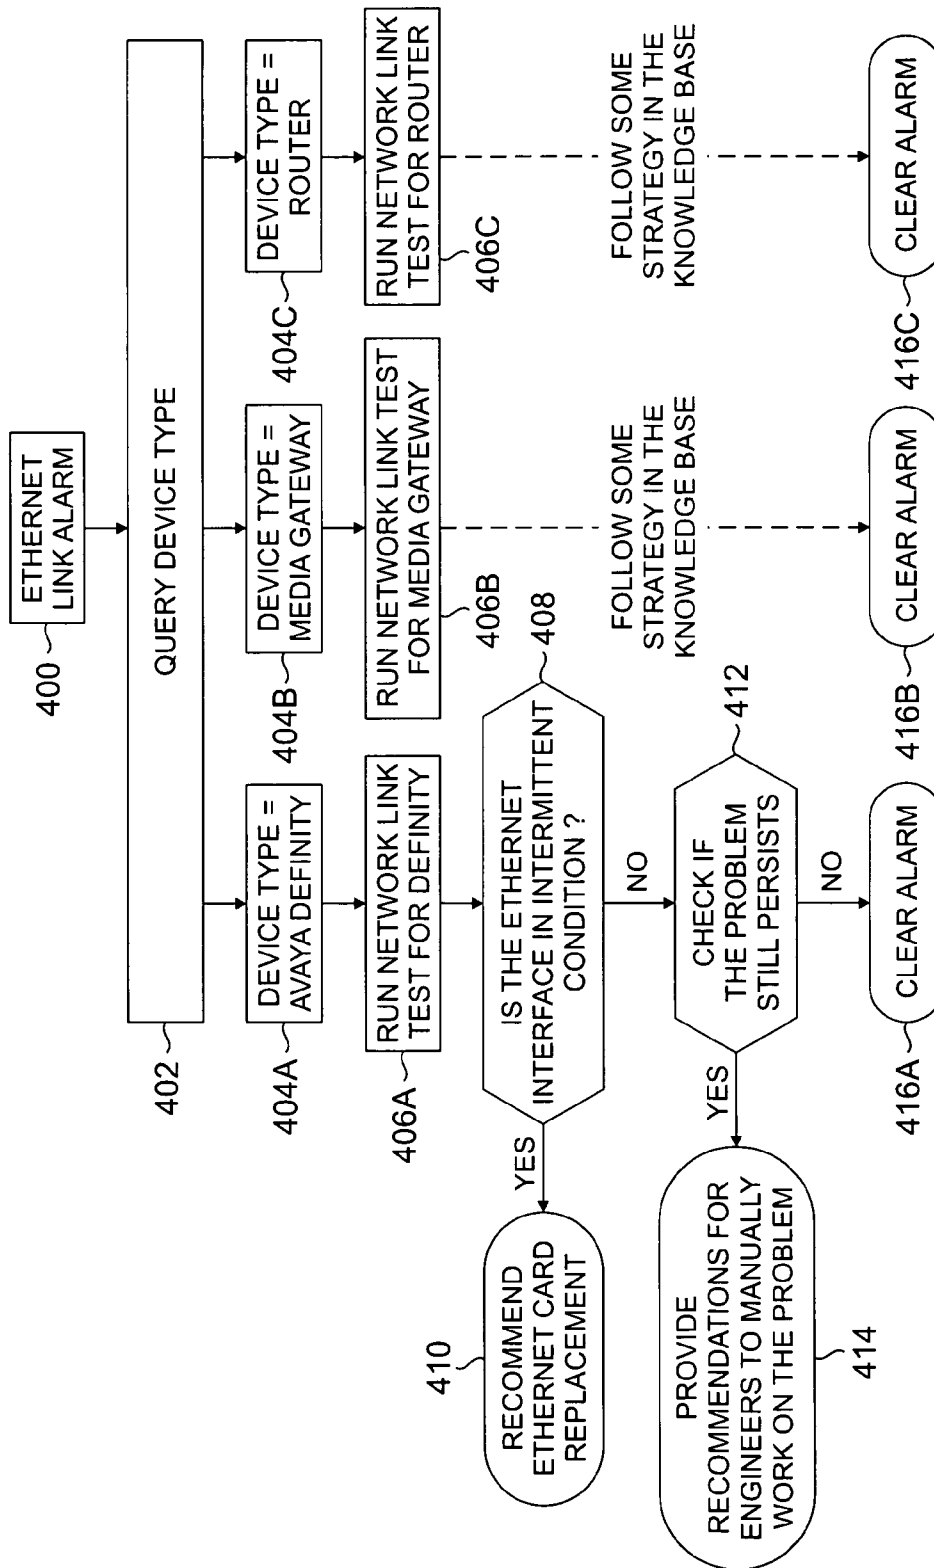 ETHERNET
LINK ALARM
400
QUERY DEVICE TYPE
402
DEVICE TYPE =
AVAYA DEFINITY
404A
DEVICE TYPE =
MEDIA GATEWAY
404B
DEVICE TYPE =
ROUTER
404C
RUN NETWORK LINK
TEST FOR DEFINITY
406A
RUN NETWORK LINK TEST
FOR MEDIA GATEWAY
406B
RUN NETWORK LINK
TEST FOR ROUTER
406C
IS THE ETHERNET
INTERFACE IN INTERMITTENT
CONDITION ?
408
YES
NO
RECOMMEND
ETHERNET CARD
REPLACEMENT
410
CHECK IF
THE PROBLEM
STILL PERSISTS
412
YES
NO
PROVIDE
RECOMMENDATIONS FOR
ENGINEERS TO MANUALLY
WORK ON THE PROBLEM
414
FOLLOW SOME
STRATEGY IN THE
KNOWLEDGE BASE
FOLLOW SOME
STRATEGY IN THE
KNOWLEDGE BASE
CLEAR ALARM
416A
CLEAR ALARM
416B
CLEAR ALARM
416C